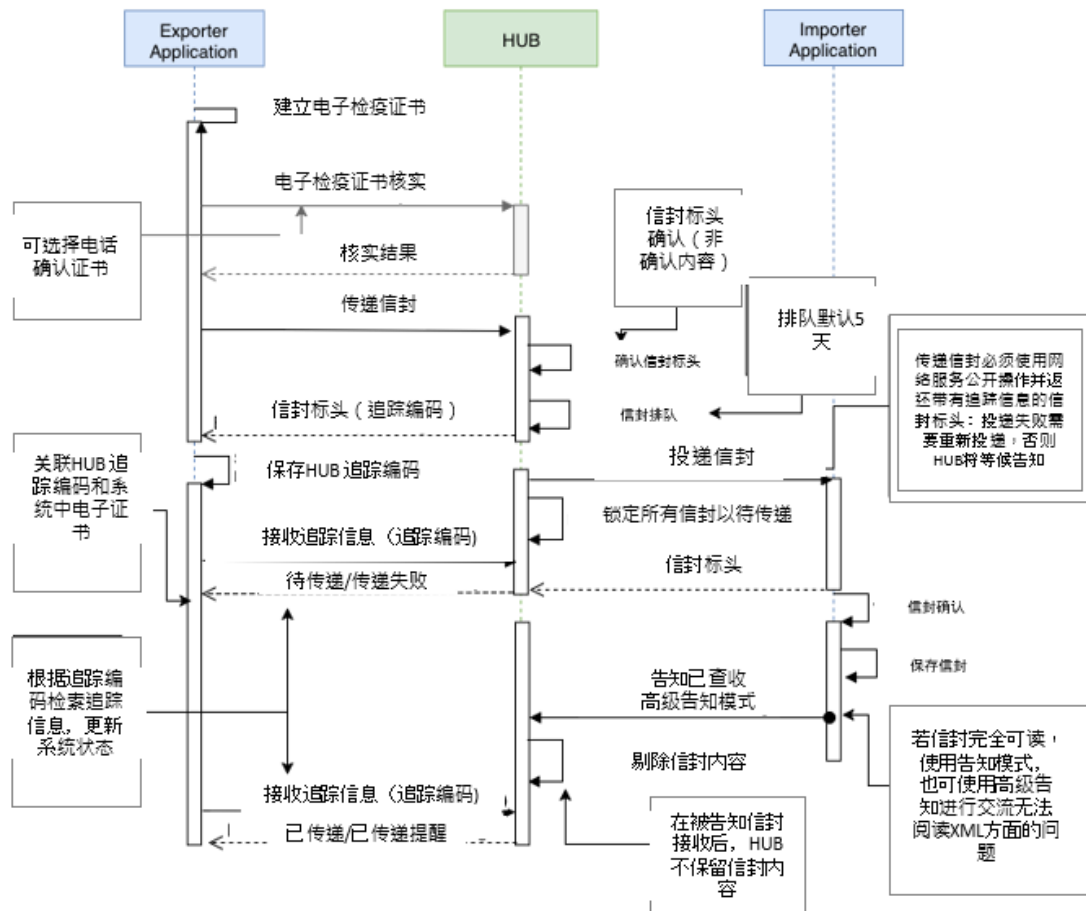 Exporter
Application
HUB
Importer
Application
建立电子检疫证书
电子检疫证书核实
可选择电话
确认证书
核实结果
传递信封
信封标头
确认（非
确认内容）
排队默认5
天
确认信封标头
信封标头（追踪编码）
信封排队
传递信封必须使用网
络服务公开操作并返
还带有追踪信息的信
封标头：投递失败需
要重新投递，否则
HUB将等候告知
关联HUB 追
踪编码和系
统中电子证
书
保存HUB 追踪编码
投递信封
锁定所有信封以待传递
接收追踪信息（追踪编码)
待传递/传递失败
信封标头
信封确认
保存信封
根据追踪编
码检索追踪
信息，更新
系统状态
告知已查收
高级告知模式
剔除信封内容
接收追踪信息（追踪编码)
已传递/已传递提醒
在被告知信封
接收后，HUB
不保留信封内
容
若信封完全可读，
使用告知模式，
也可使用高级告
知进行交流无法
阅读XML方面的问
题